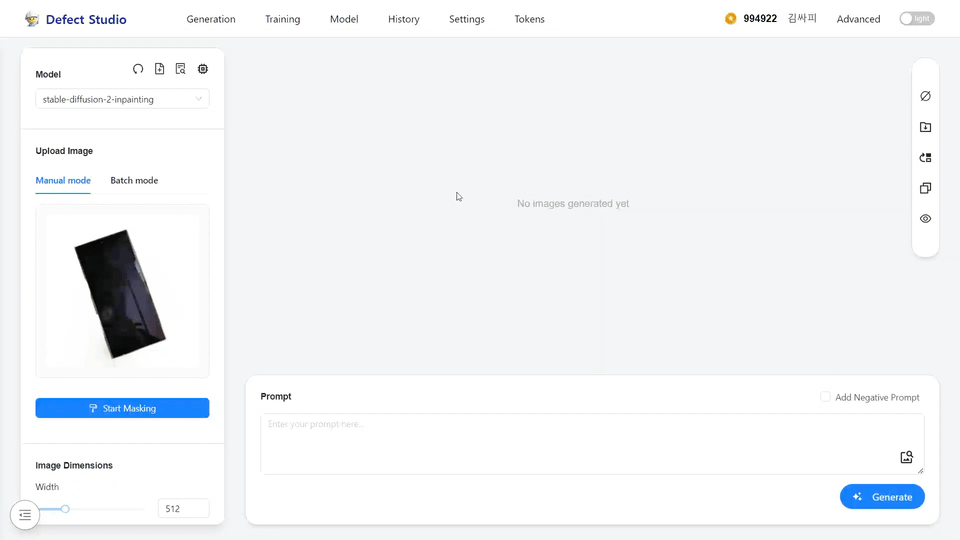 Defect Studio
Generation
Training
Model
History
Settings
Tokens
994922
김싸피
Advanced
light
Model
stable-diffusion-2-inpainting
Upload Image
Manual mode
Batch mode
Start Masking
Image Dimensions
Width
512
No images generated yet
Prompt
Add Negative Prompt
Enter your prompt here...
Generate